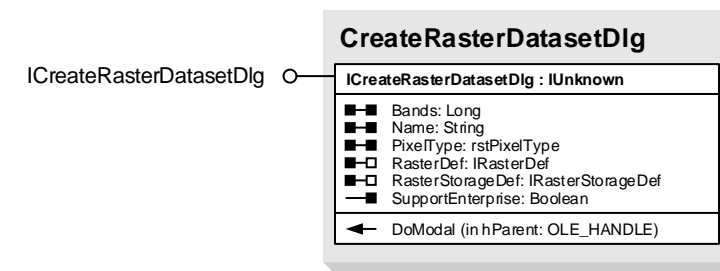 CreateRasterDatasetDlg
ICreateRasterDatasetDlg
ICreateRasterDatasetDlg : IUnknown
Bands: Long
Name: String
PixelType: rstPixelType
RasterDef: IRasterDef
RasterStorageDef: IRasterStorageDef
SupportEnterprise: Boolean
DoModal (in hParent: OLE_HANDLE)